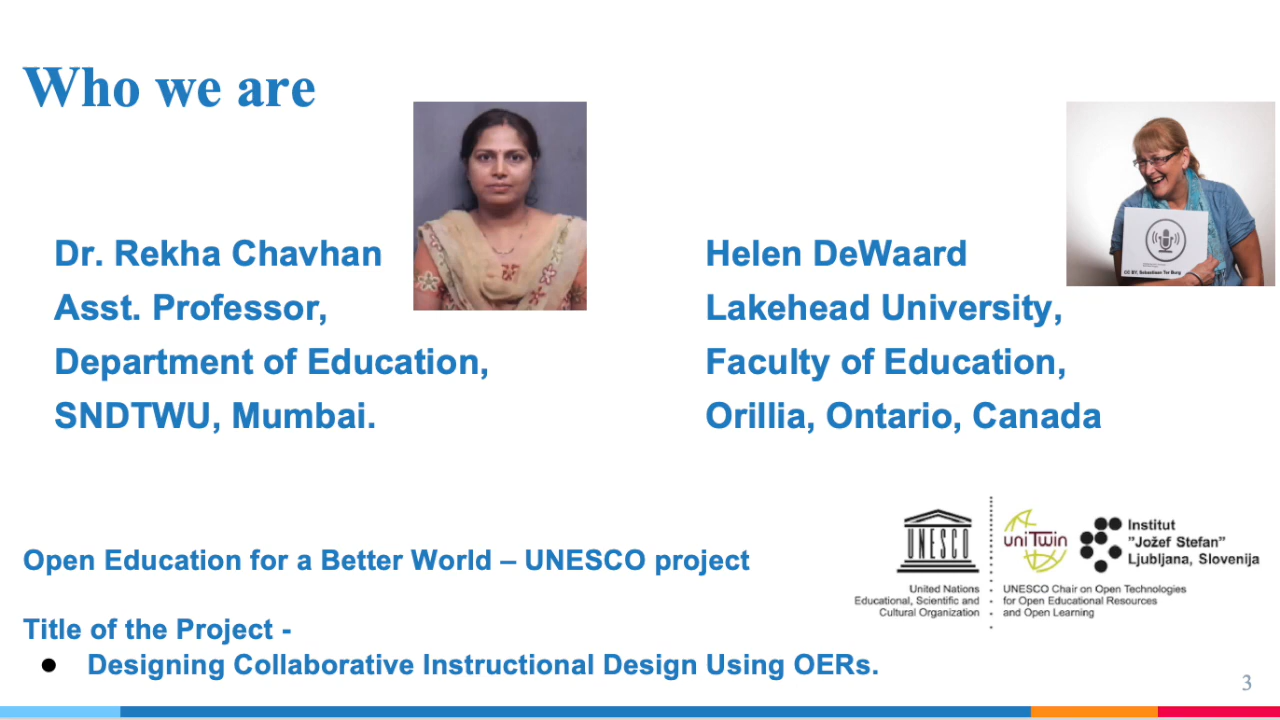 Who we are
Dr. Rekha Chavhan
Asst. Professor,
Department of Education,
SNDTWU, Mumbai.
Helen DeWaard
Lakehead University,
Faculty of Education,
Orillia, Ontario, Canada
CC BY, Sebastiaan Ter Burg
Open Education for a Better World – UNESCO project
Title of the Project -
● Designing Collaborative Instructional Design Using OERs.
UNESCO
United Nations
Educational, Scientific and
Cultural Organization
uniTwin
Institut
"Jožef Stefan"
Ljubljana, Slovenija
UNESCO Chair on Open Technologies
for Open Educational Resources
and Open Learning
3